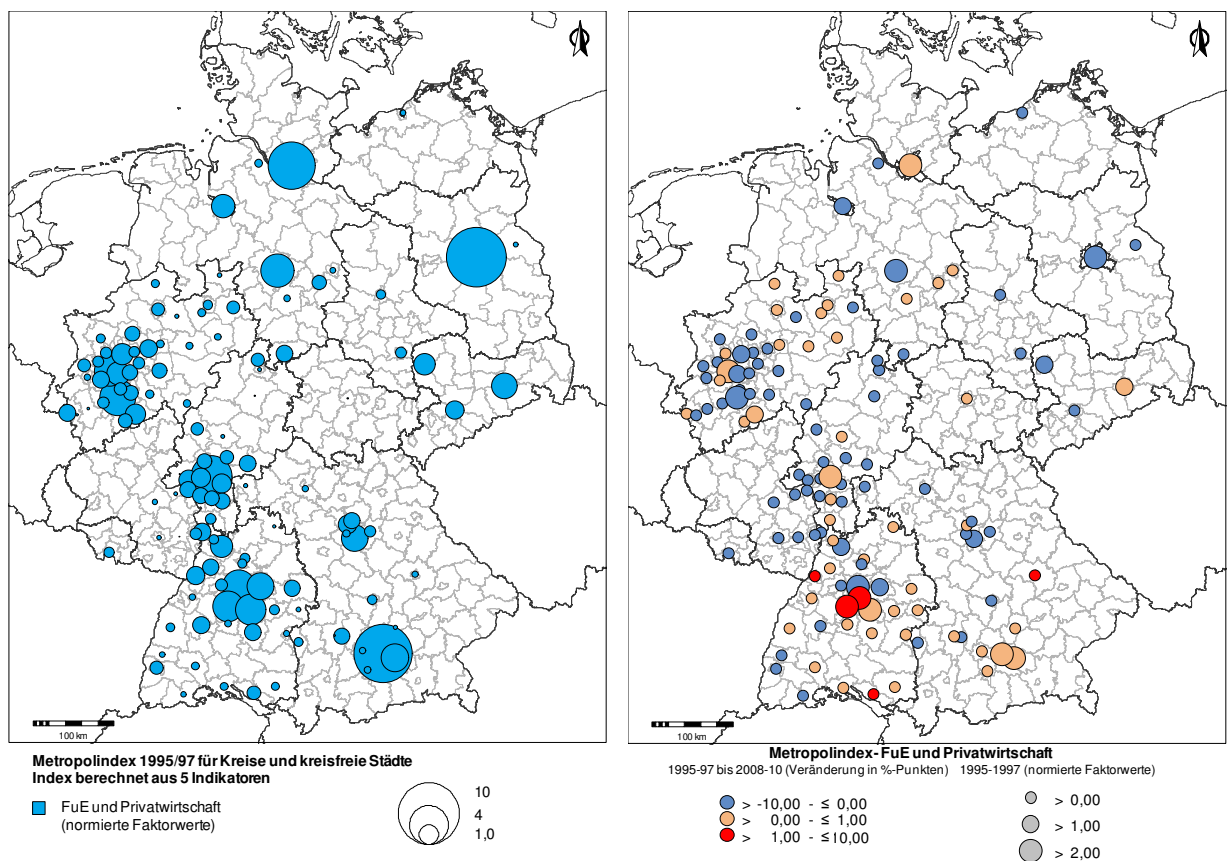 100 km
Metropolindex 1995/97 für Kreise und kreisfreie Städte
Index berechnet aus 5 Indikatoren
FuE und Privatwirtschaft
(normierte Faktorwerte)
10
4
1,0
100 km
Metropolindex- FuE und Privatwirtschaft
1995-97 bis 2008-10 (Veränderung in %-Punkten) 1995-1997 (normierte Faktorwerte)
> -10,00 - ≤ 0,00
> 0,00 - ≤ 1,00
> 1,00 - ≤ 10,00
> 0,00
> 1,00
> 2,00